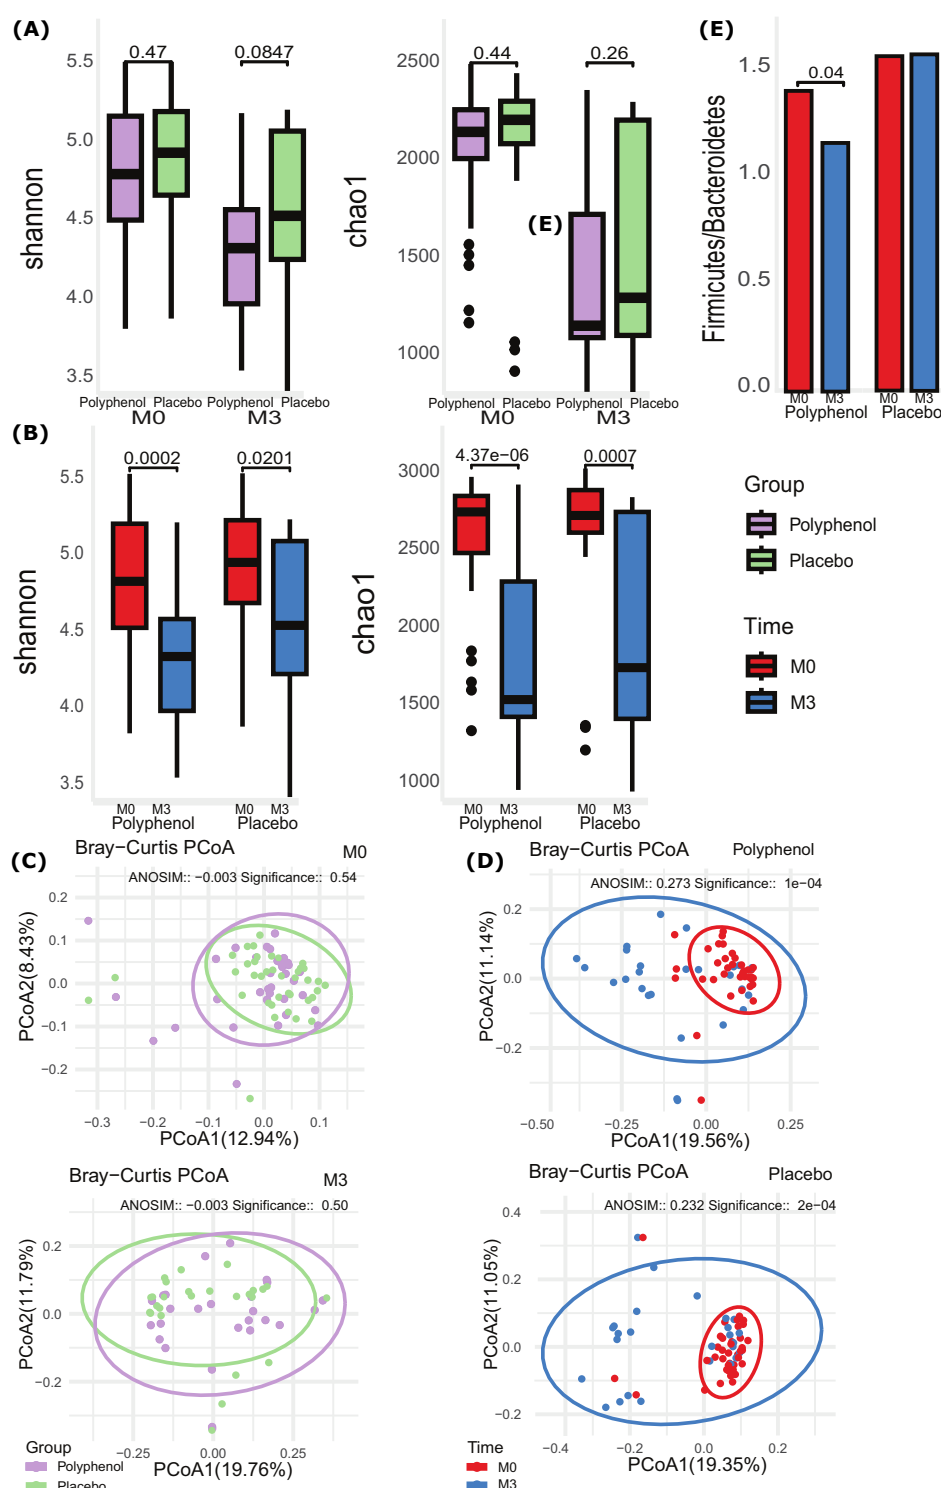 (A)
shannon
5.5
5.0
4.5
4.0
3.5
0.47
0.0847
Polyphenol Placebo Polyphenol Placebo
M0 M3
chao1
2500
2000
1500
1000
0.44
0.26
(E)
Polyphenol Placebo Polyphenol Placebo
M0 M3
(E)
Firmicutes/Bacteroidetes
1.5
1.0
0.5
0.0
0.04
M0 M3 M0 M3
Polyphenol Placebo
(B)
shannon
5.5
5.0
4.5
4.0
3.5
0.0002
0.0201
M0 M3 M0 M3
Polyphenol Placebo
chao1
3000
2500
2000
1500
1000
4.37e−06
0.0007
M0 M3 M0 M3
Polyphenol Placebo
Group
Polyphenol
Placebo
Time
M0
M3
(C)
Bray−Curtis PCoA
M0
ANOSIM:: −0.003 Significance:: 0.54
PCoA2(8.43%)
0.2
0.1
0.0
−0.1
−0.2
−0.3 −0.2 −0.1 0.0 0.1
PCoA1(12.94%)
Bray−Curtis PCoA
M3
ANOSIM:: −0.003 Significance:: 0.50
PCoA2(11.79%)
0.2
0.0
−0.2
−0.25 0.00 0.25
PCoA1(19.76%)
Group
Polyphenol
Placebo
(D)
Bray−Curtis PCoA
Polyphenol
ANOSIM:: 0.273 Significance:: 1e−04
PCoA2(11.14%)
0.2
0.0
−0.2
−0.50 −0.25 0.00 0.25
PCoA1(19.56%)
Bray−Curtis PCoA
Placebo
ANOSIM:: 0.232 Significance:: 2e−04
PCoA2(11.05%)
0.4
0.2
0.0
−0.2
−0.4 −0.2 0.0 0.2
PCoA1(19.35%)
Time
M0
M3